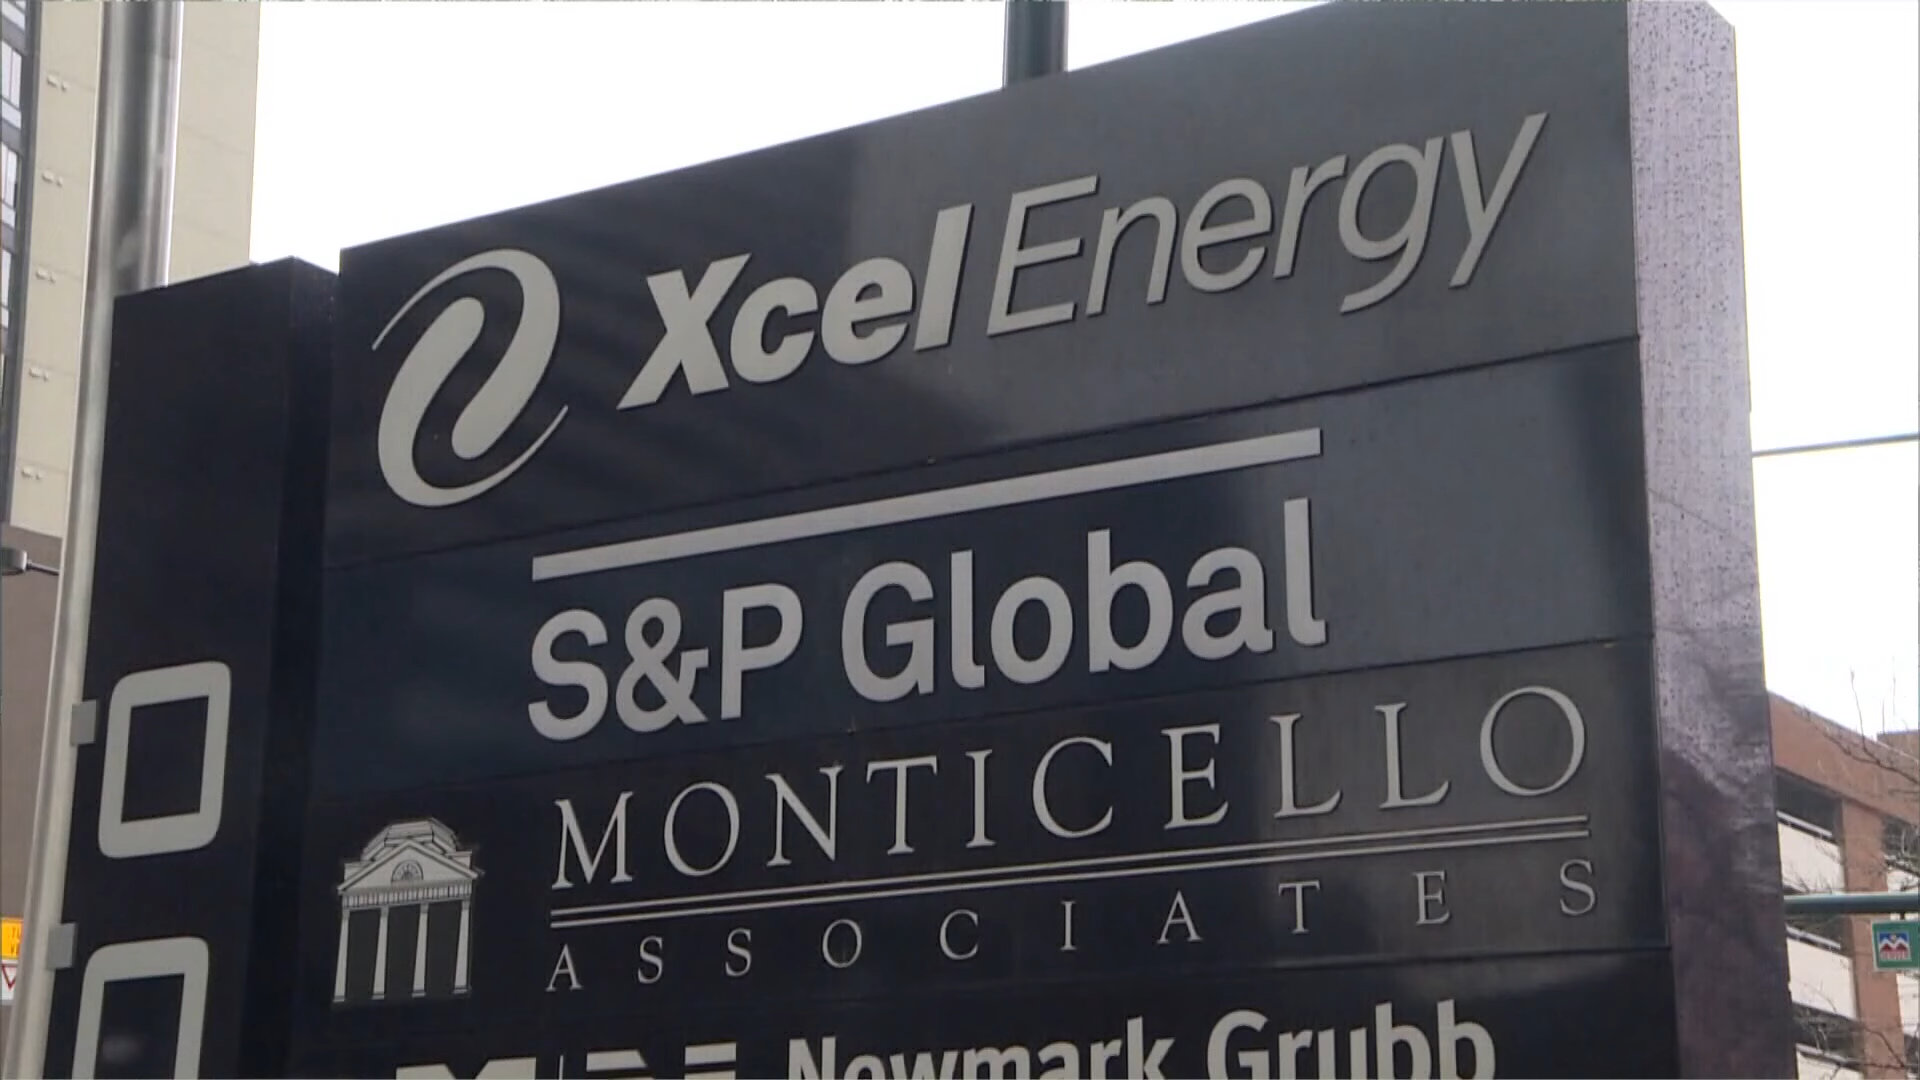 Xcel Energy
S&P Global
MONTICELLO
ASSOCIATES
Newmark Grubb